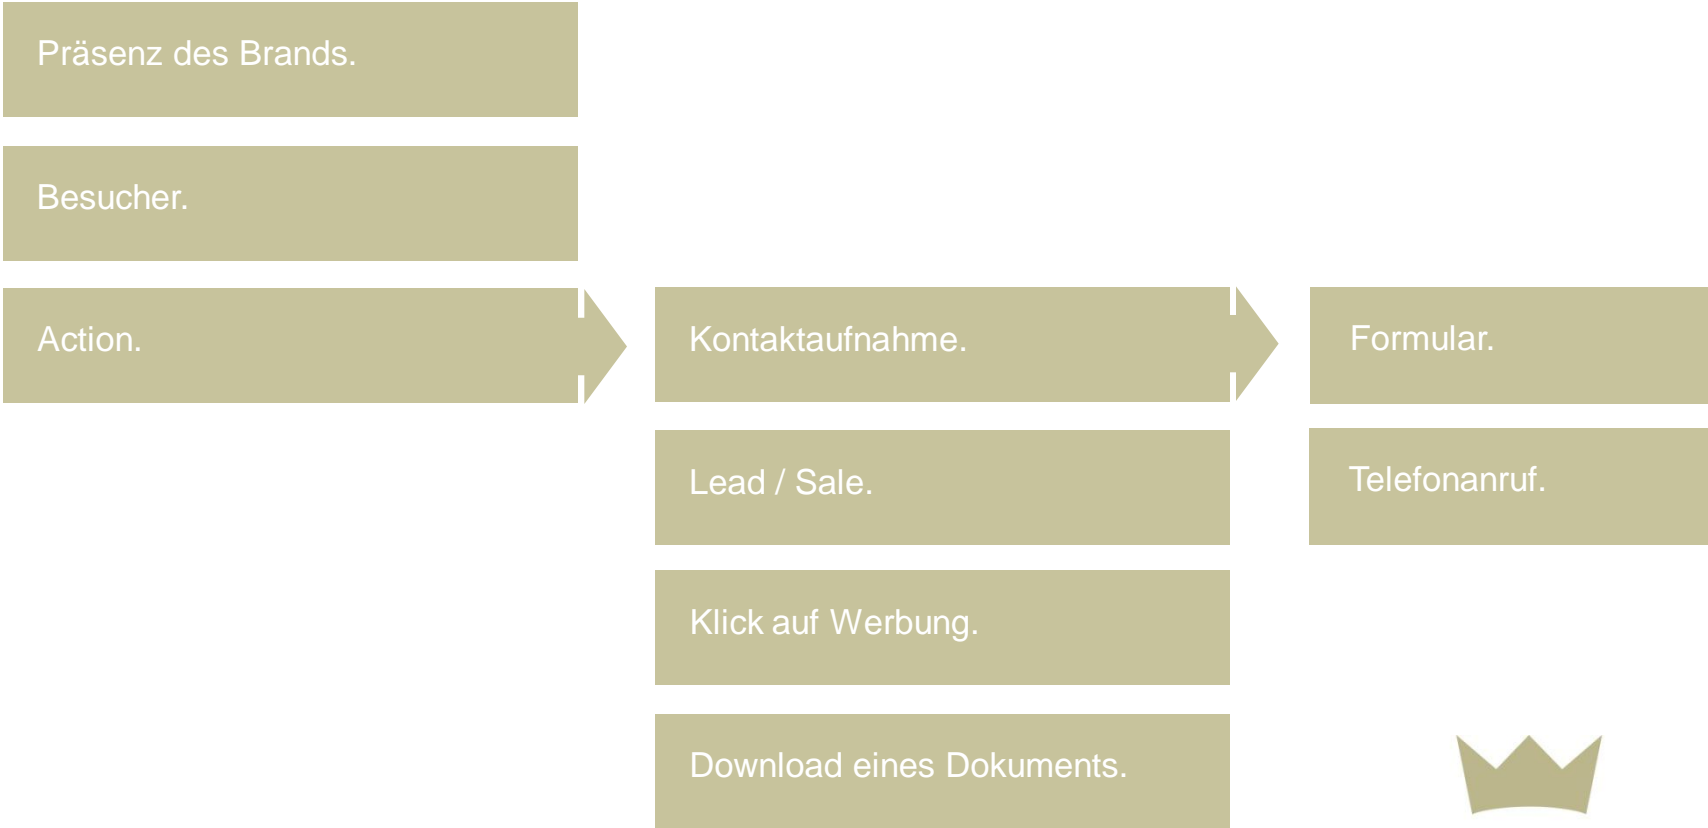 Präsenz des Brands.
Besucher.
Action.
Kontaktaufnahme.
Formular.
Lead / Sale.
Telefonanruf.
Klick auf Werbung.
Download eines Dokuments.